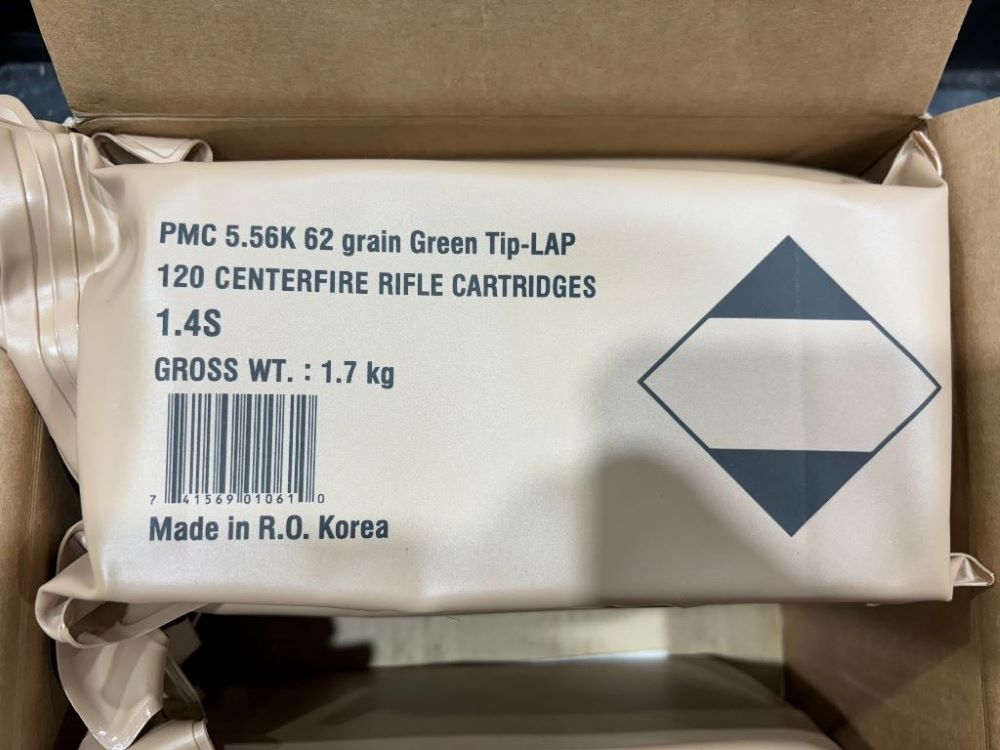 PMC 5.56K 62 grain Green Tip-LAP
120 CENTERFIRE RIFLE CARTRIDGES
1.4S
GROSS WT. : 1.7 kg
7 41569 01061 0
Made in R.O. Korea